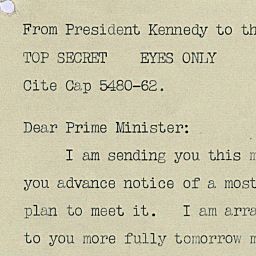 From President Kennedy to th
TOP SECRET    EYES ONLY
Cite Cap 5480-62.
Dear Prime Minister:
I am sending you this m
you advance notice of a most
plan to meet it.   I am arra
to you more fully tomorrow m